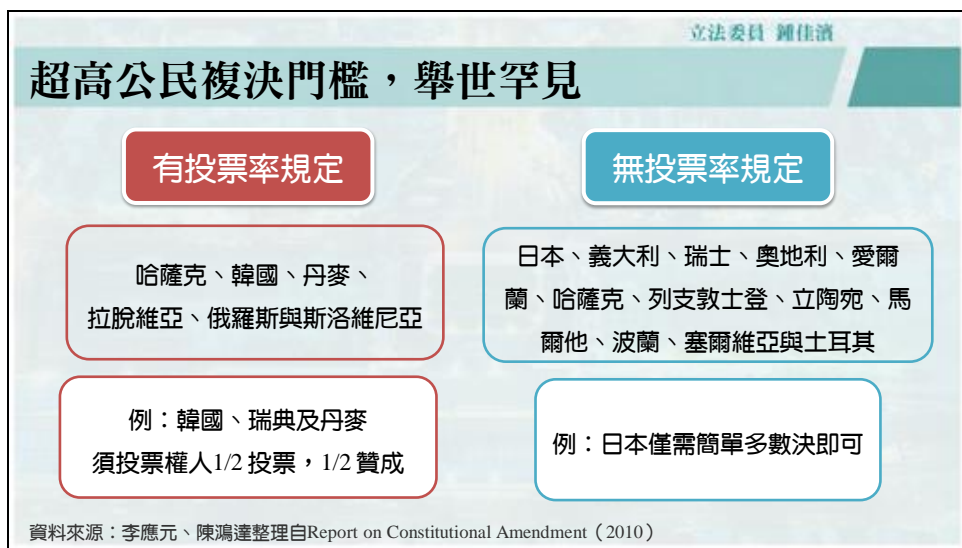 立法委員 鍾佳濱
超高公民複決門檻，舉世罕見
有投票率規定
哈薩克、韓國、丹麥、
拉脫維亞、俄羅斯與斯洛維尼亞
例：韓國、瑞典及丹麥
須投票權人1/2 投票，1/2 贊成
無投票率規定
日本、義大利、瑞士、奧地利、愛爾
蘭、哈薩克、列支敦士登、立陶宛、馬
爾他、波蘭、塞爾維亞與土耳其
例：日本僅需簡單多數決即可
資料來源：李應元、陳鴻達整理自Report on Constitutional Amendment（2010）